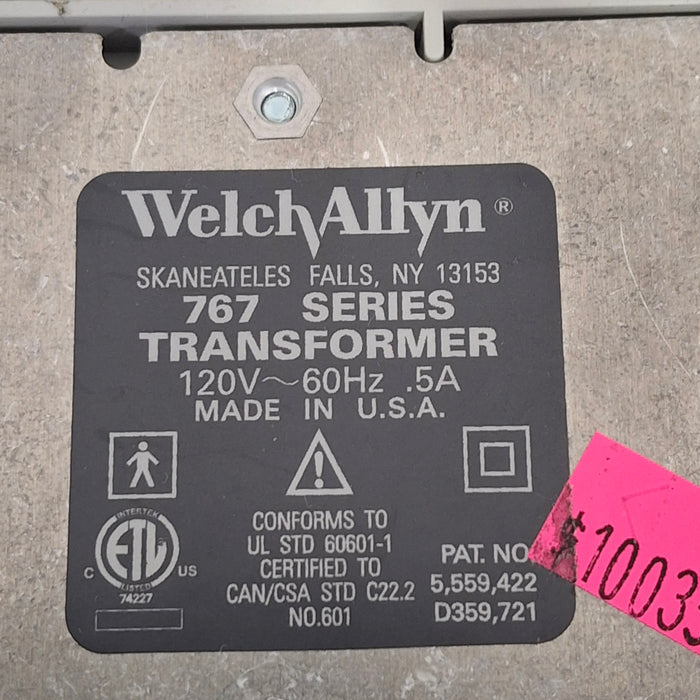 WelchAllyn®
SKANEATELES FALLS, NY 13153
767 SERIES
TRANSFORMER
120V~60Hz .5A
MADE IN U.S.A.
INTERTEK
ETL
C US
LISTED
74227
CONFORMS TO
UL STD 60601-1
CERTIFIED TO
CAN/CSA STD C22.2
NO.601
PAT. NO.
5,559,422
D359,721